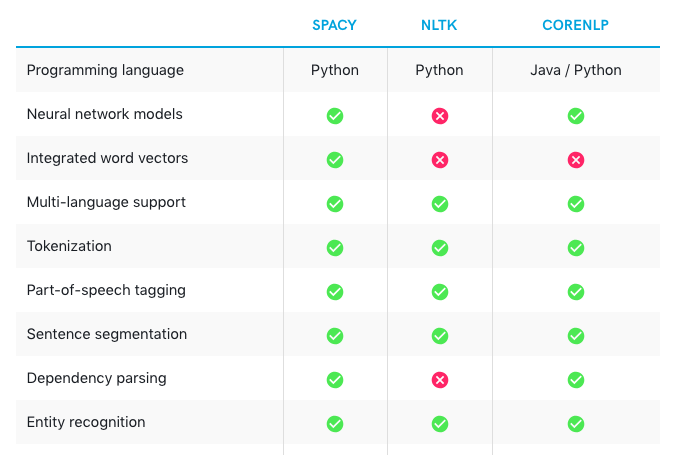 SPACY NLTK CORENLP
Programming language Python Python Java / Python
Neural network models
Integrated word vectors
Multi-language support
Tokenization
Part-of-speech tagging
Sentence segmentation
Dependency parsing
Entity recognition